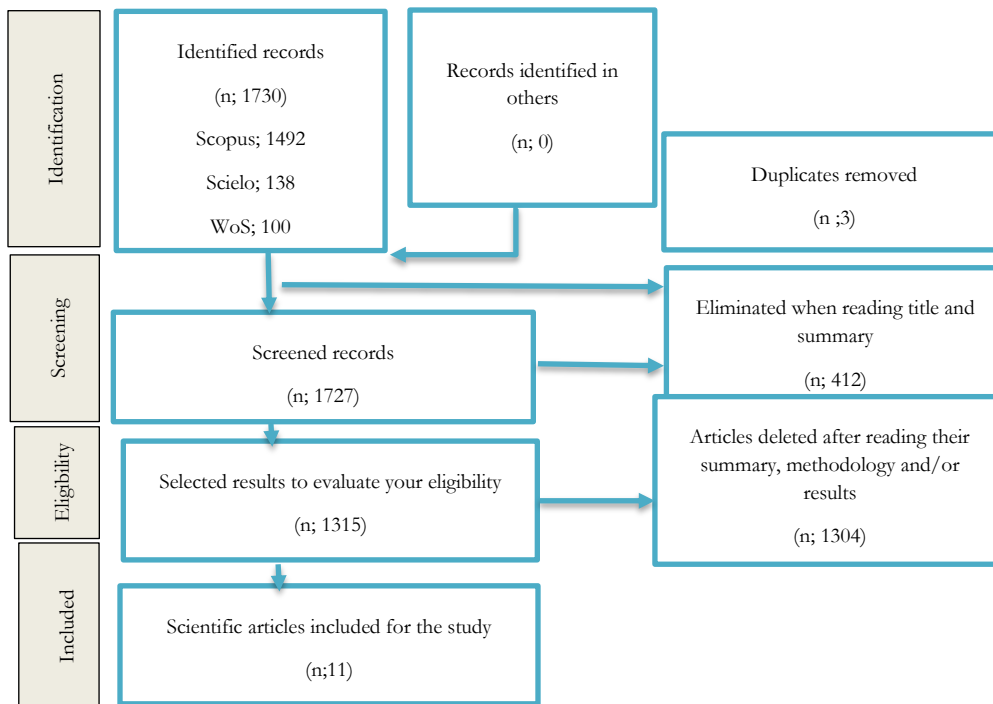 Identification
Identified records
(n; 1730)
Scopus; 1492
Scielo; 138
WoS; 100
Records identified in
others
(n; 0)
Duplicates removed
(n ;3)
Screening
Screened records
(n; 1727)
Eliminated when reading title and
summary
(n; 412)
Eligibility
Selected results to evaluate your eligibility
(n; 1315)
Articles deleted after reading their
summary, methodology and/or
results
(n; 1304)
Included
Scientific articles included for the study
(n;11)